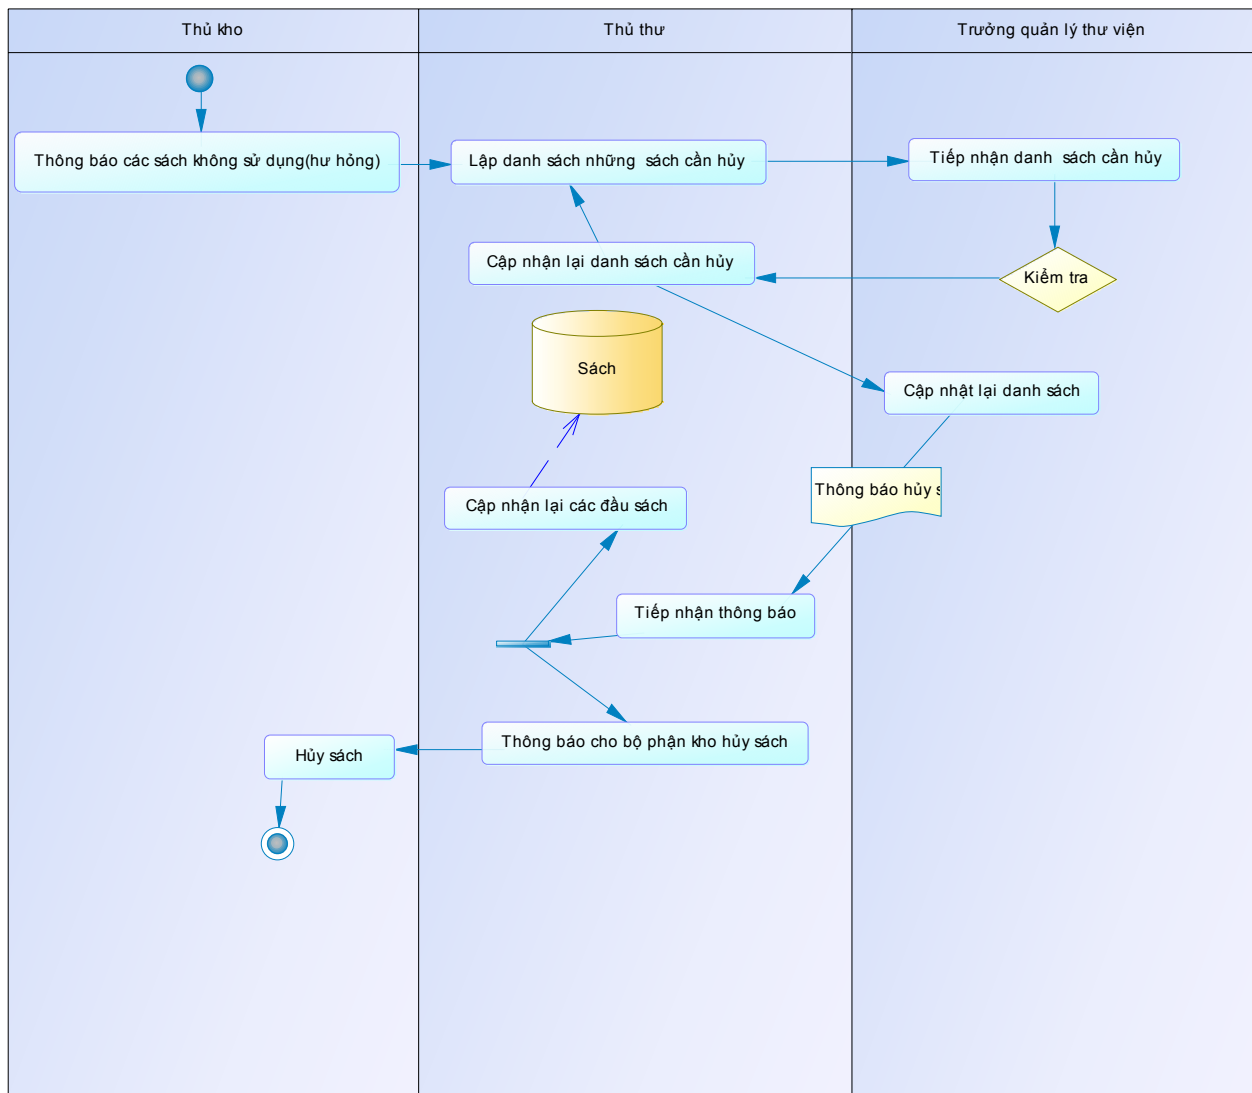 Thủ kho
Thủ thư
Trưởng quản lý thư viện
Thông báo các sách không sử dụng(hư hỏng)
Lập danh sách những sách cần hủy
Tiếp nhận danh sách cần hủy
Cập nhận lại danh sách cần hủy
Kiểm tra
Sách
Cập nhật lại danh sách
Thông báo hủy s
Cập nhận lại các đầu sách
Tiếp nhận thông báo
Thông báo cho bộ phận kho hủy sách
Hủy sách